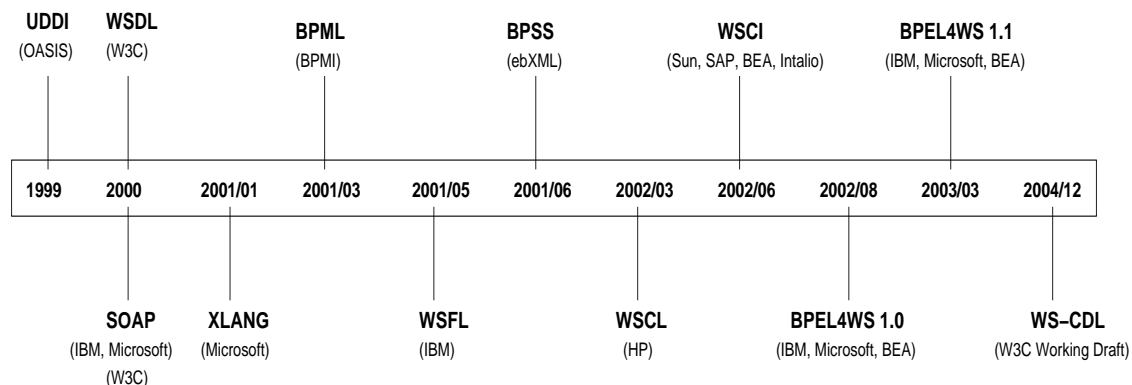 UDDI
(OASIS)
WSDL
(W3C)
BPML
(BPMI)
BPSS
(ebXML)
WSCI
(Sun, SAP, BEA, Intalio)
BPEL4WS 1.1
(IBM, Microsoft, BEA)
1999 2000 2001/01 2001/03 2001/05 2001/06 2002/03 2002/06 2002/08 2003/03 2004/12
SOAP
(IBM, Microsoft)
(W3C)
XLANG
(Microsoft)
WSFL
(IBM)
WSCL
(HP)
BPEL4WS 1.0
(IBM, Microsoft, BEA)
WS–CDL
(W3C Working Draft)